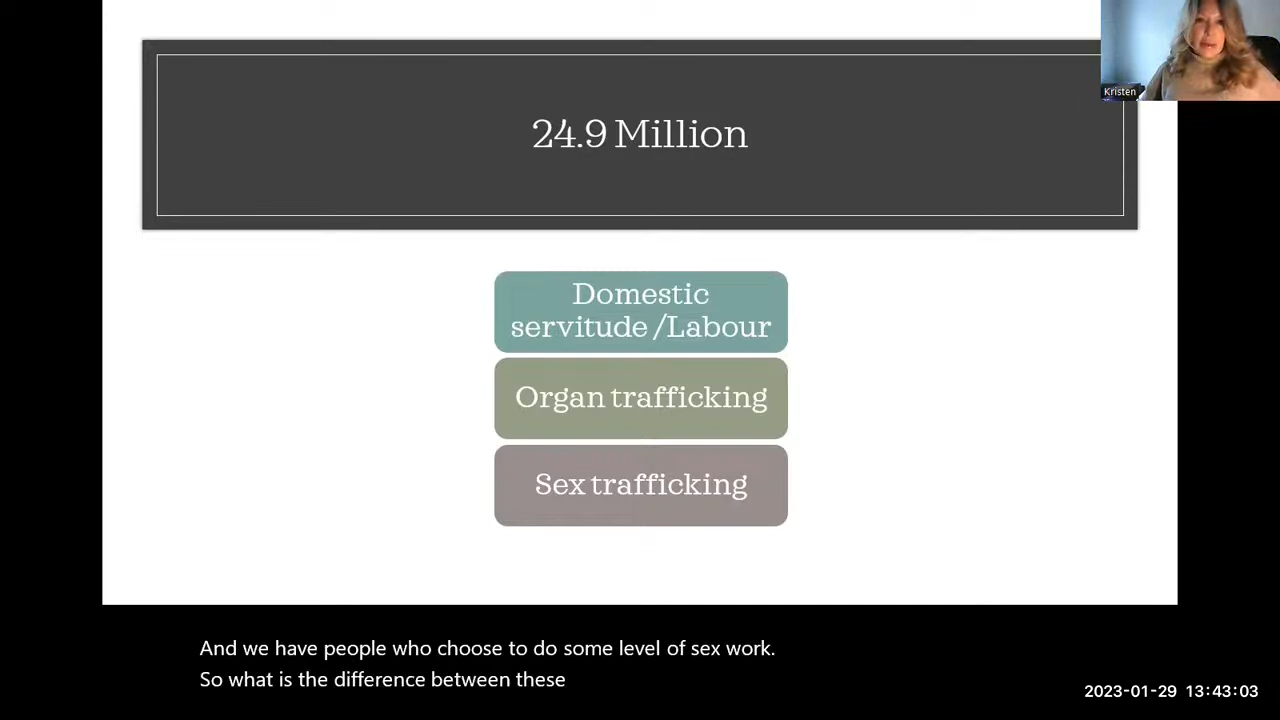 24.9 Million
Kristen
Domestic
servitude /Labour
Organ trafficking
Sex trafficking
And we have people who choose to do some level of sex work.
So what is the difference between these
2023-01-29 13:43:03